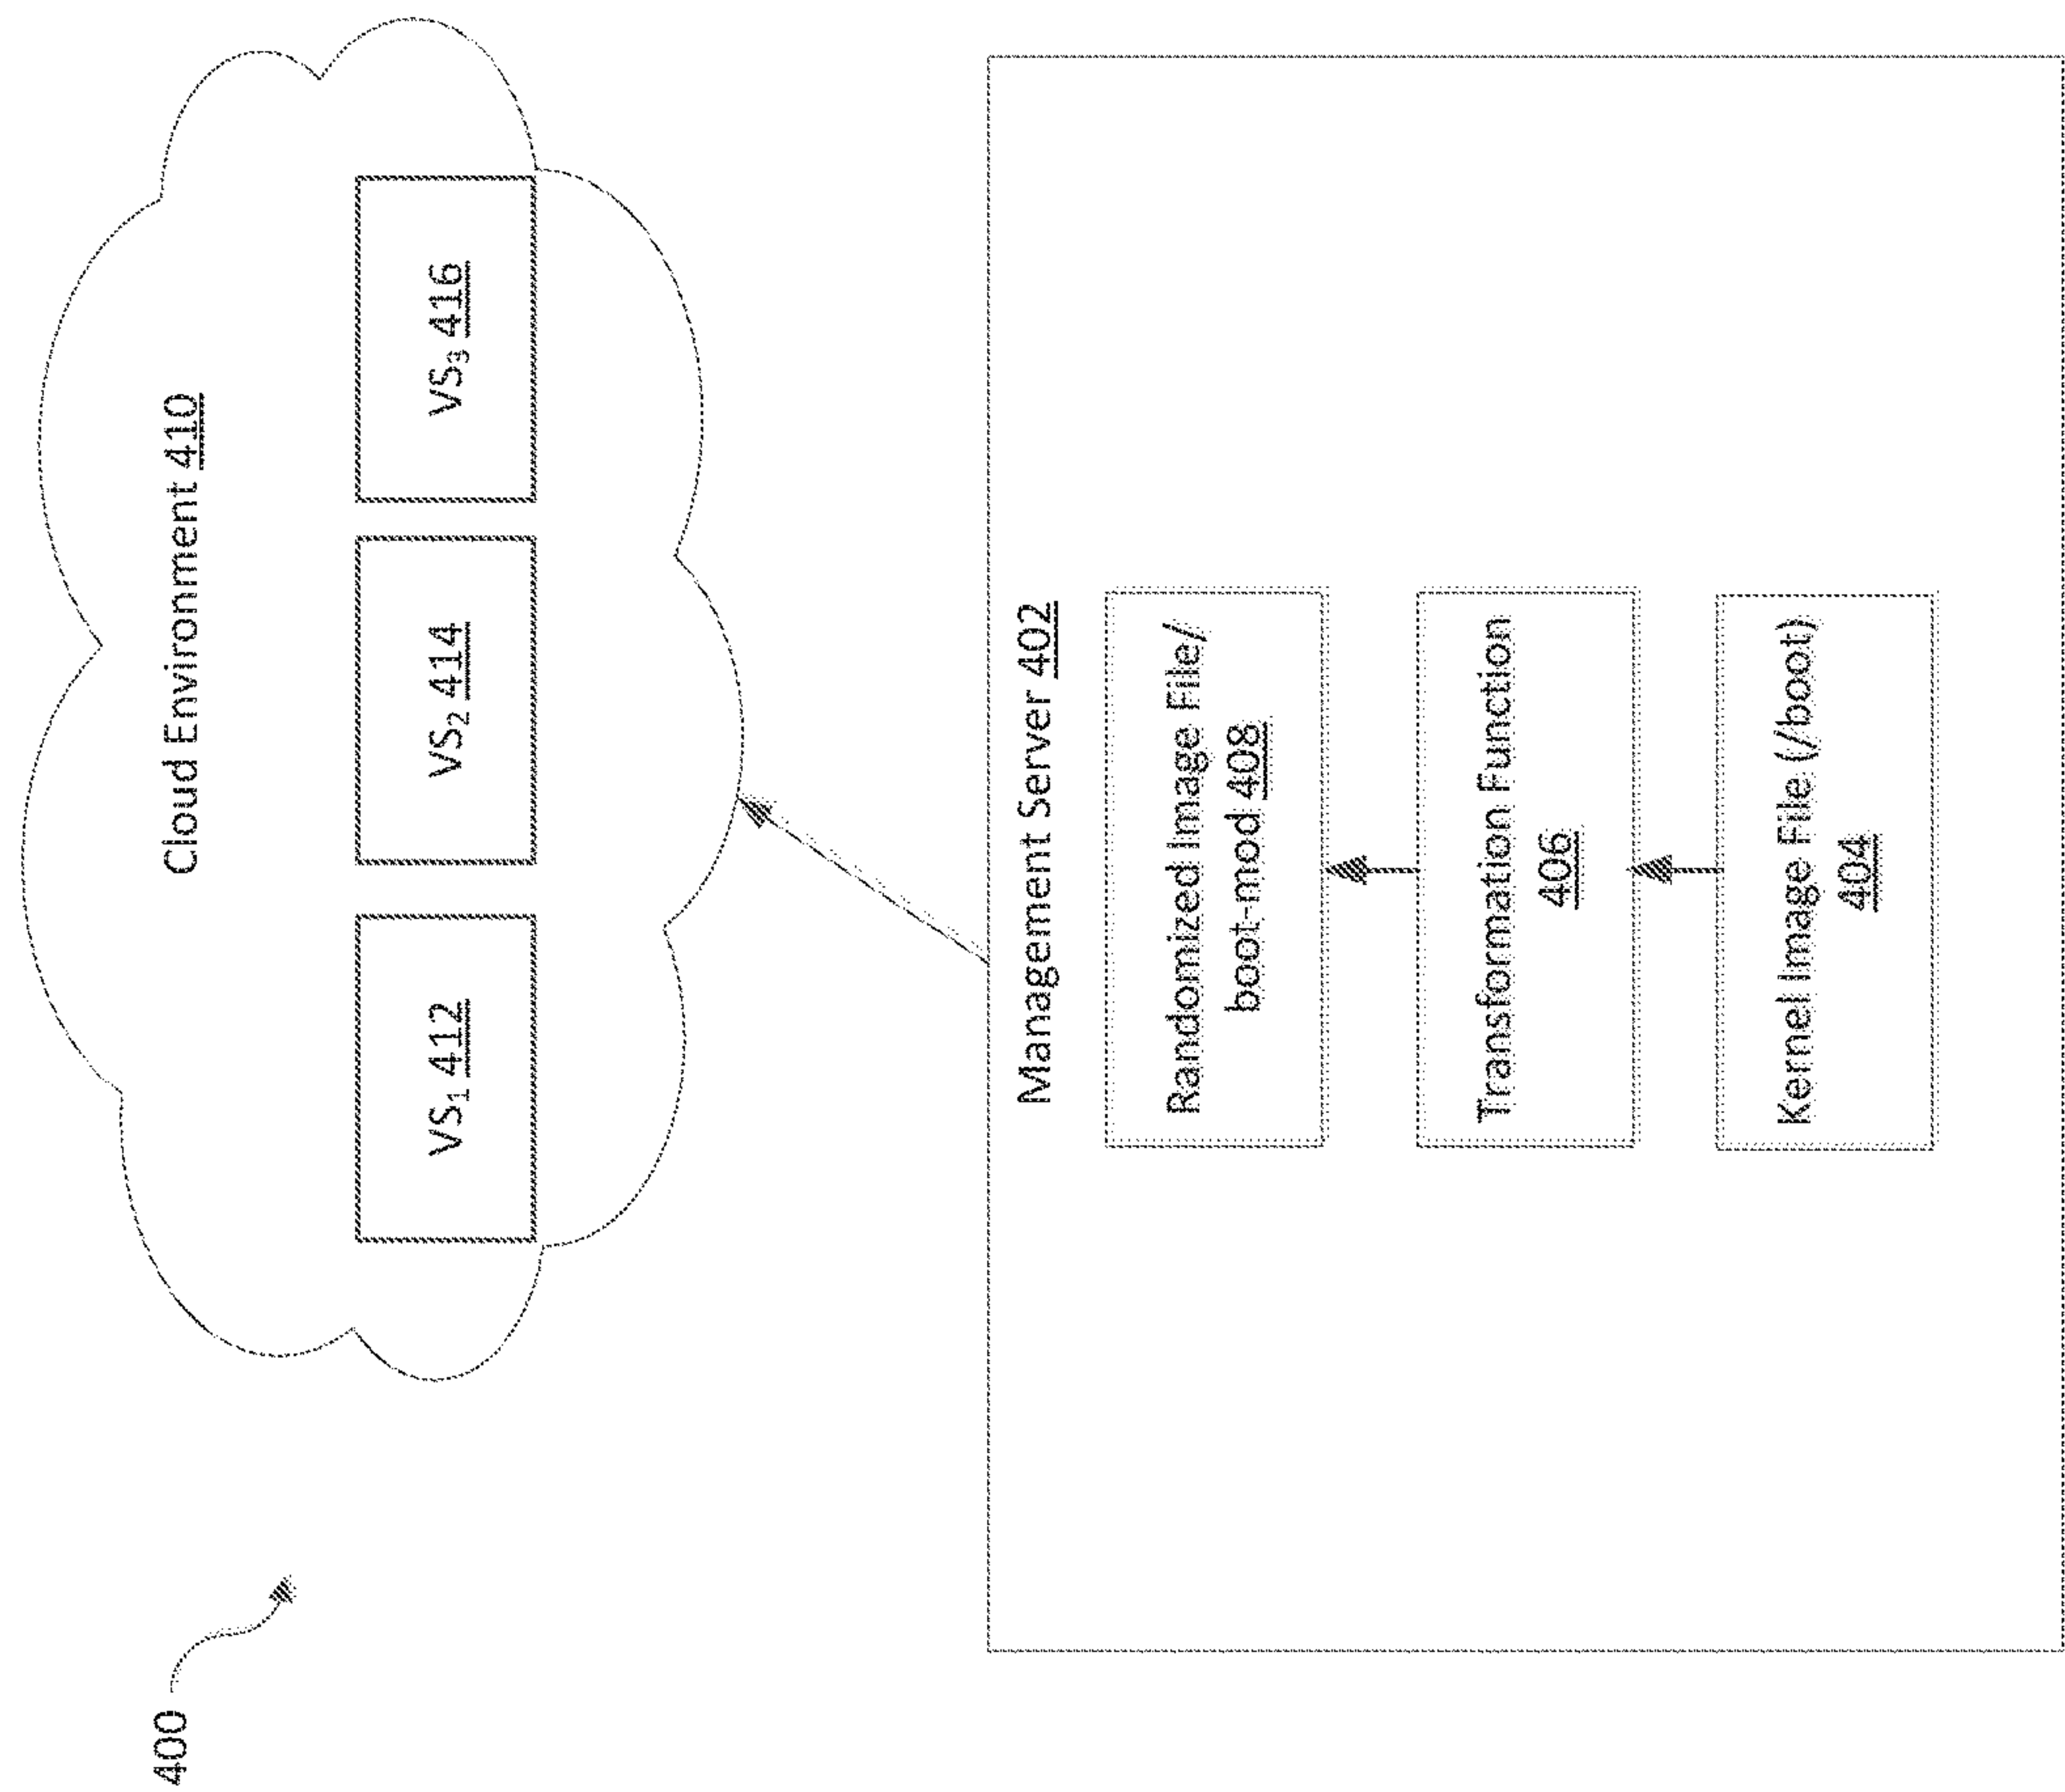 400
Cloud Environment 410
VS1 412
VS2 414
VS3 416
Management Server 402
Randomized Image File/
boot-mod 408
Transformation Function
406
Kernel Image File (/boot)
404